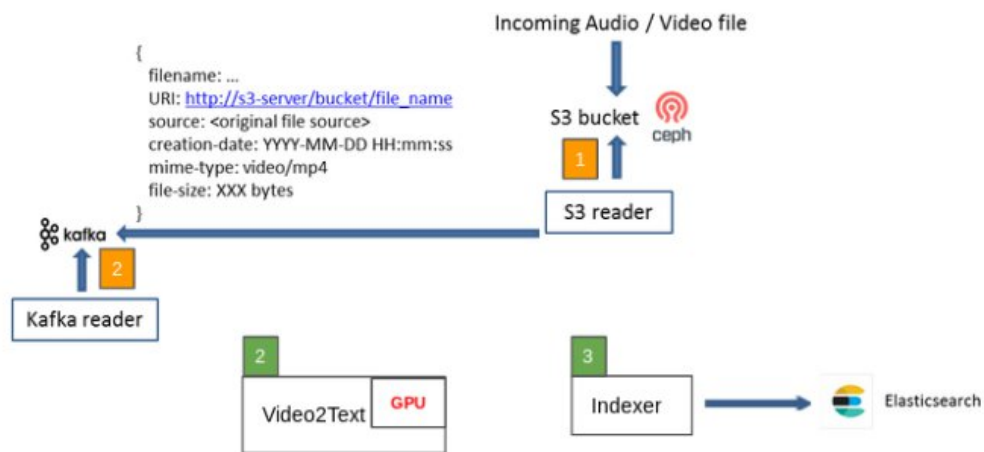 Incoming Audio / Video file
{
filename: ...
URI: http://s3-server/bucket/file_name
source: <original file source>
creation-date: YYYY-MM-DD HH:mm:ss
mime-type: video/mp4
file-size: XXX bytes
}
S3 bucket
ceph
1
S3 reader
kafka
2
Kafka reader
2
Video2Text
GPU
3
Indexer
Elasticsearch